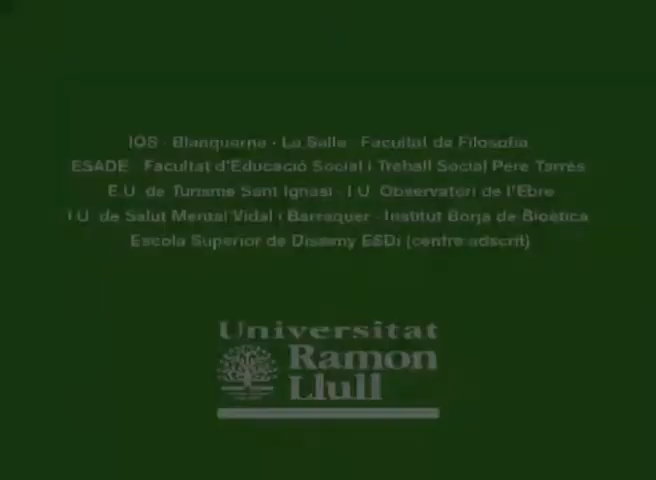 IQS · Blanquerna · La Salle · Facultat de Filosofia
ESADE · Facultat d'Educació Social i Treball Social Pere Tarrés
E.U. de Turisme Sant Ignasi · I.U. Observatori de l'Ebre
I.U. de Salut Mental Vidal i Barraquer · Institut Borja de Bioètica
Escola Superior de Disseny ESDi (centre adscrit)
Universitat
Ramon
Llull